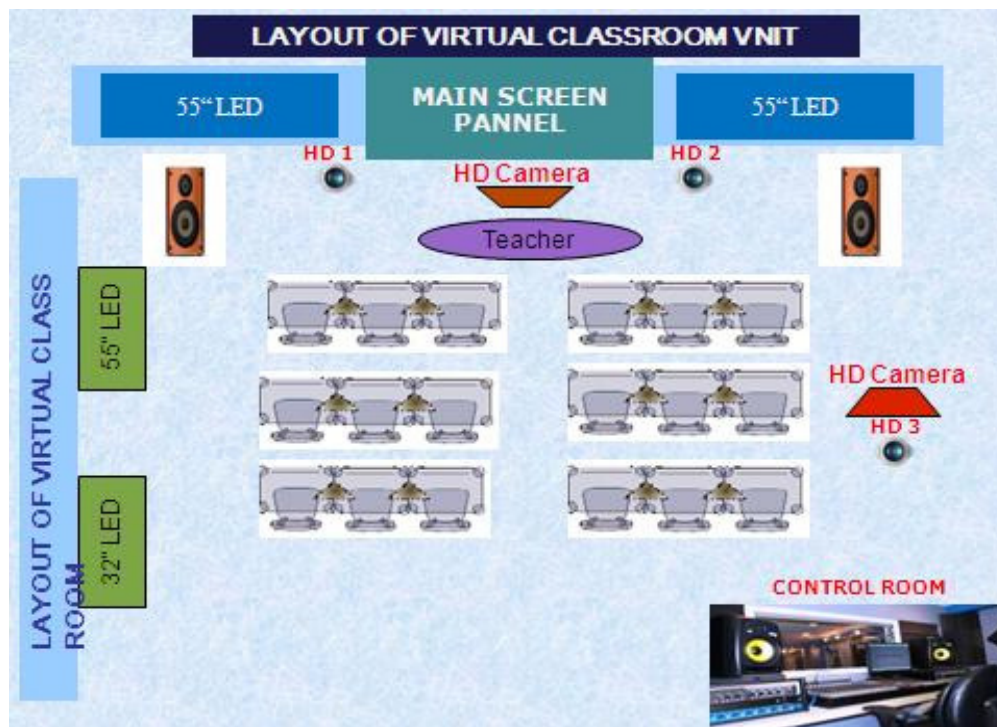 LAYOUT OF VIRTUAL CLASSROOM VNIT
55“ LED
MAIN SCREEN
PANNEL
55“ LED
HD 1
HD 2
HD Camera
Teacher
LAYOUT OF VIRTUAL CLASS
ROOM
55" LED
32" LED
HD Camera
HD 3
CONTROL ROOM